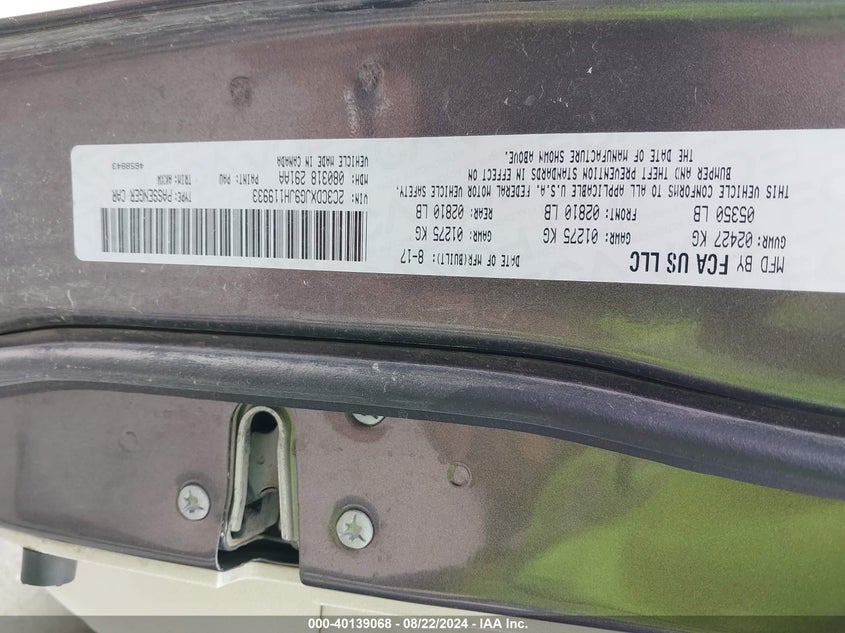 MFD BY FCA US LLC
DATE OF MFR(BUILT): 8-17
GVWR: 02427 KG
GAWR: 01275 KG
GAWR: 01275 KG
05350 LB
FRONT: 02810 LB
REAR: 02810 LB
THIS VEHICLE CONFORMS TO ALL APPLICABLE U.S.A. FEDERAL MOTOR VEHICLE SAFETY,
BUMPER AND THEFT PREVENTION STANDARDS IN EFFECT ON
THE DATE OF MANUFACTURE SHOWN ABOVE.
VIN: 2C3CDXJG9JH119933
TYPE: PASSENGER CAR
MDH: 080318 291AA
PAINT: PAU
VEHICLE MADE IN CANADA
4658843
000-40139068 - 08/22/2024 - IAA Inc.